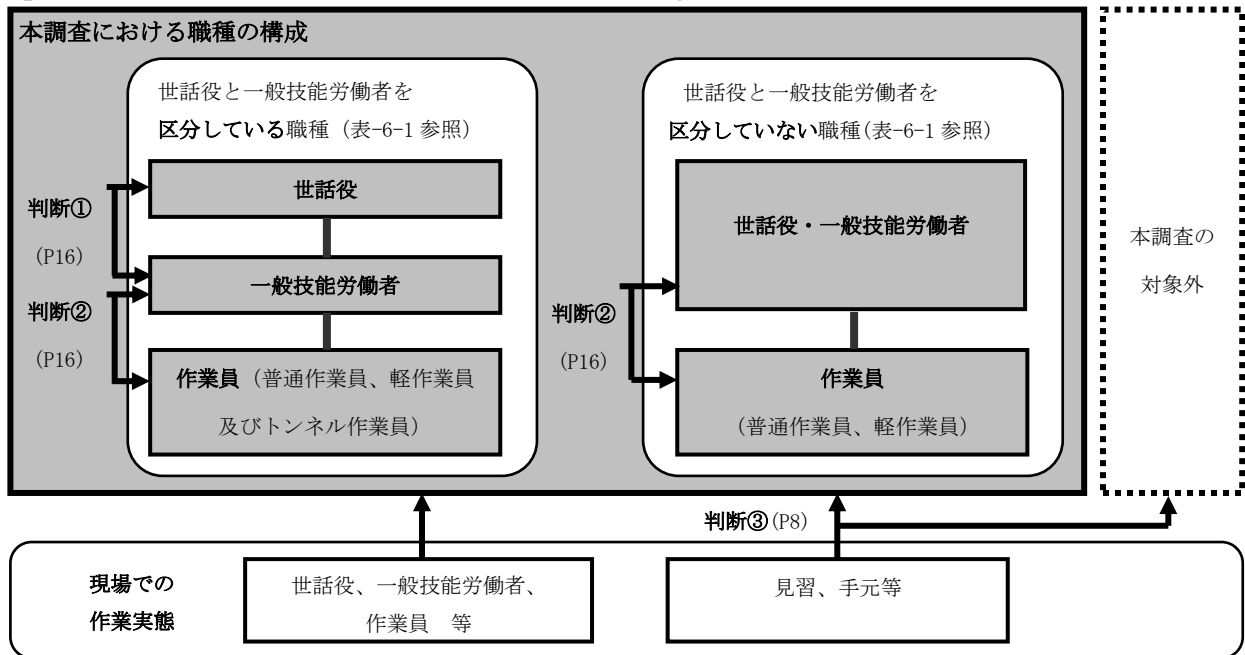 本調査における職種の構成
世話役と一般技能労働者を
区分している職種（表-6-1 参照）
世話役
判断①
(P16)
一般技能労働者
判断②
(P16)
作業員（普通作業員、軽作業員
及びトンネル作業員）
世話役と一般技能労働者を
区分していない職種(表-6-1 参照）
世話役・一般技能労働者
判断②
(P16)
作業員
（普通作業員、軽作業員）
本調査の
対象外
判断③(P8)
現場での
作業実態
世話役、一般技能労働者、
作業員　等
見習、手元等